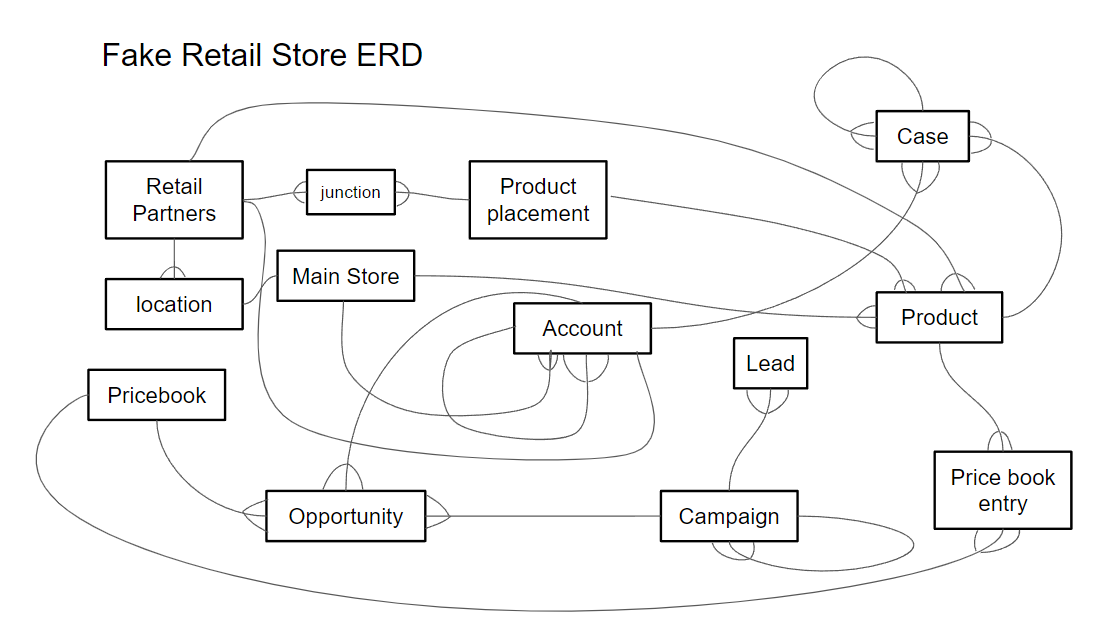 Fake Retail Store ERD
Case
Retail
Partners
junction
Product
placement
Main Store
location
Account
Product
Lead
Pricebook
Price book
entry
Opportunity
Campaign